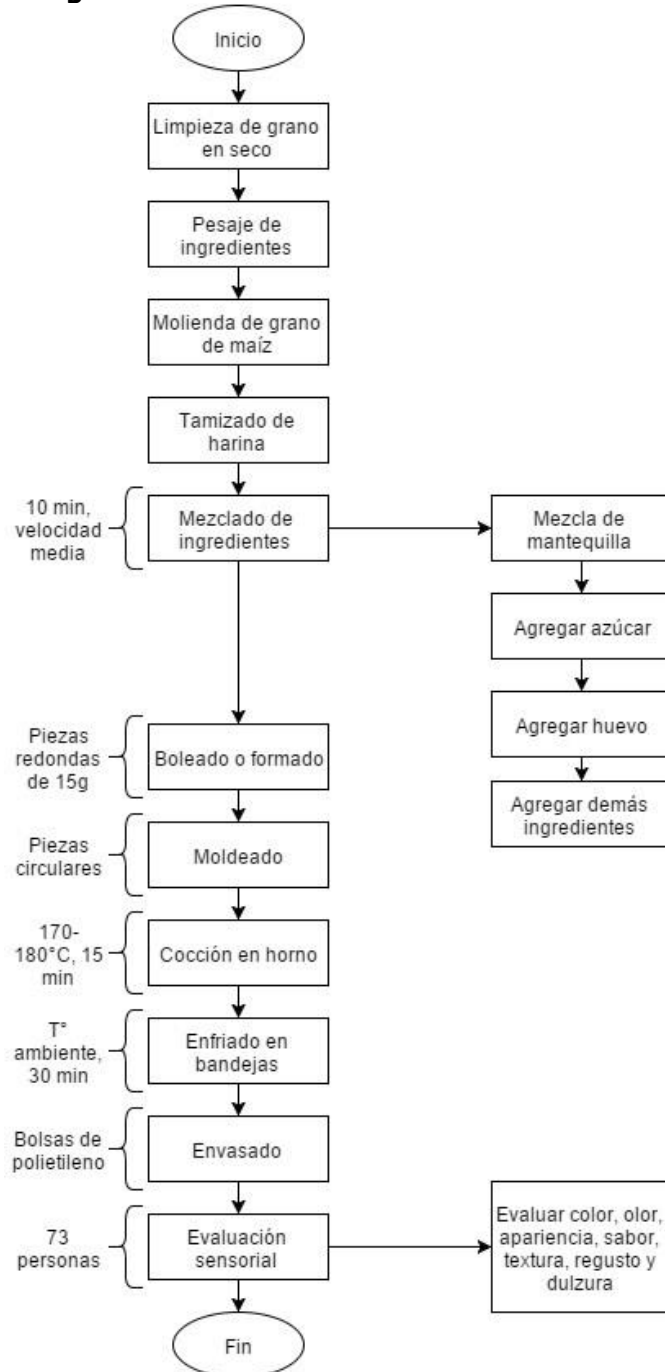 Inicio
Limpieza de grano
en seco
Pesaje de
ingredientes
Molienda de grano
de maíz
Tamizado de
harina
10 min,
velocidad
media
Mezclado de
ingredientes
Mezcla de
mantequilla
Agregar azúcar
Agregar huevo
Agregar demás
ingredientes
Piezas
redondas
de 15g
Boleado o formado
Piezas
circulares
Moldeado
170-
180°C, 15
min
Cocción en horno
T°
ambiente,
30 min
Enfriado en
bandejas
Bolsas de
polietileno
Envasado
73
personas
Evaluación
sensorial
Evaluar color, olor,
apariencia, sabor,
textura, regusto y
dulzura
Fin